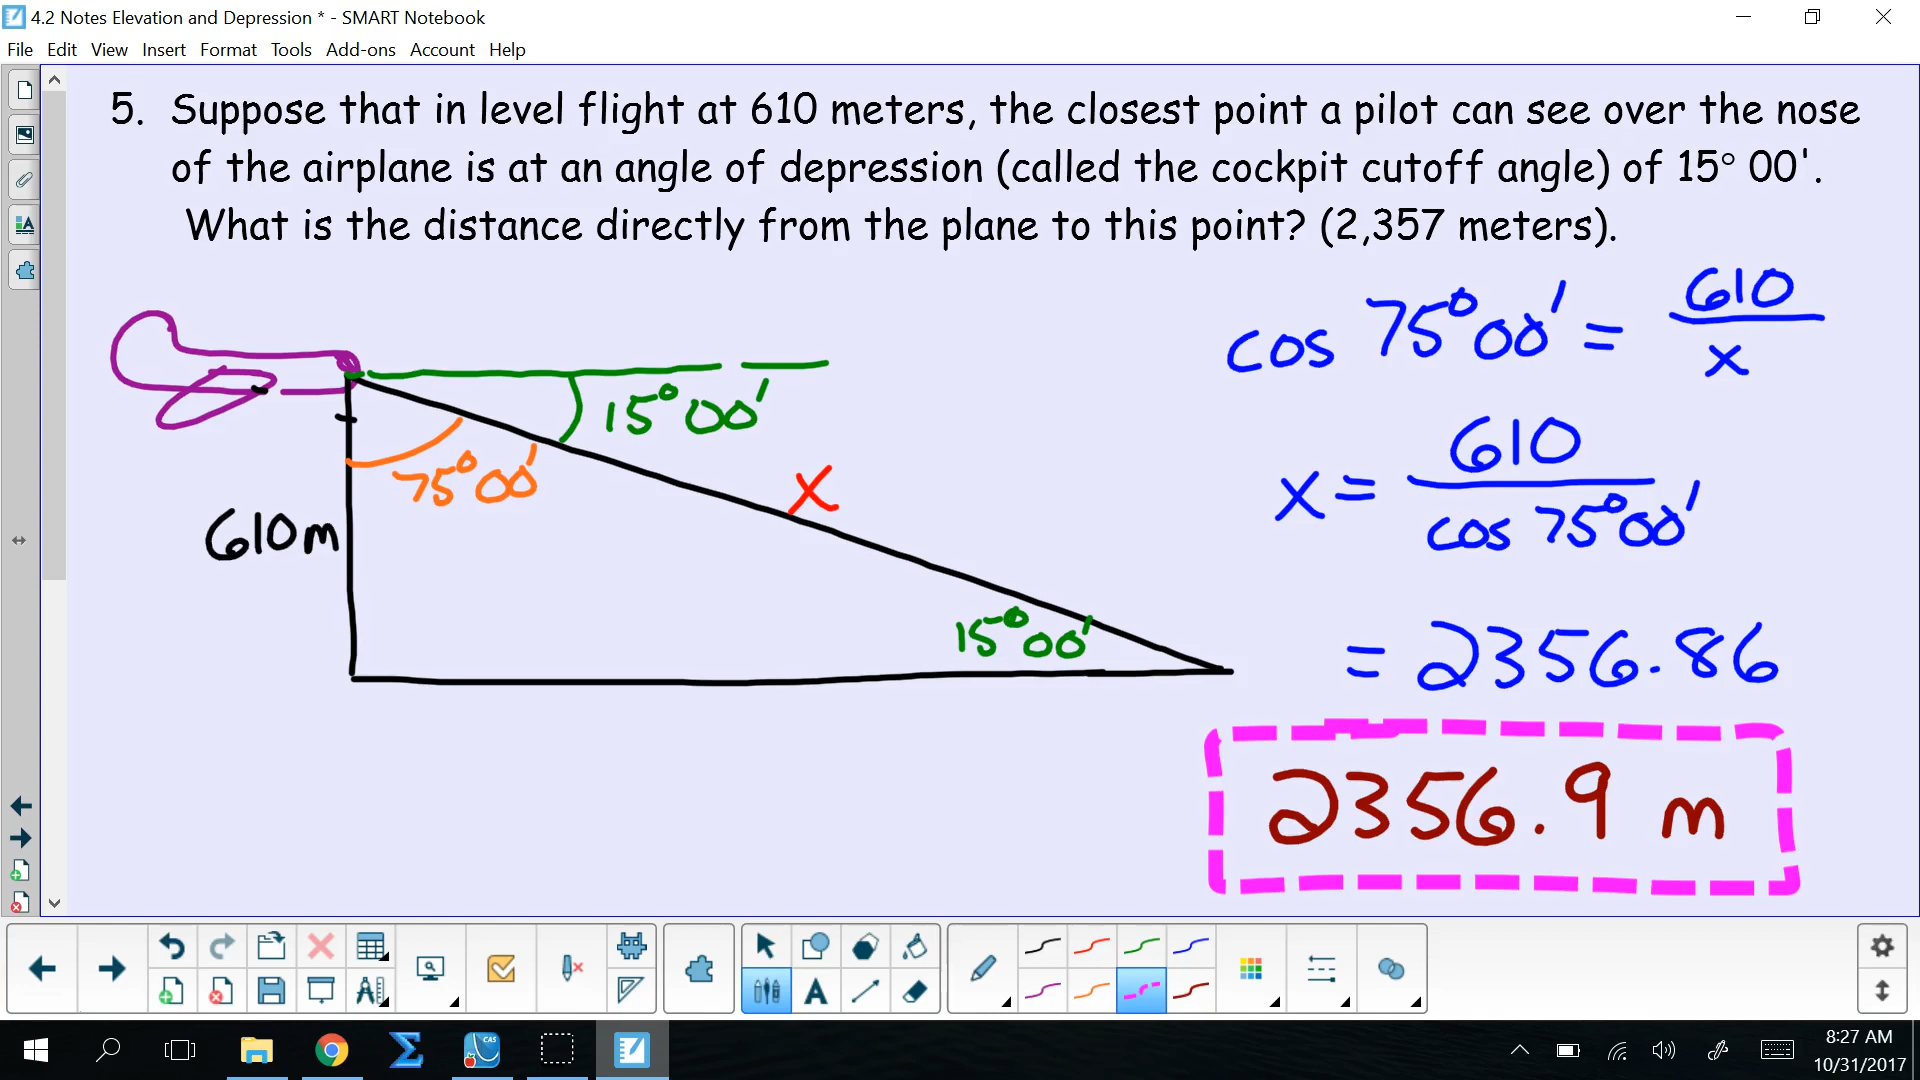 4.2 Notes Elevation and Depression * - SMART Notebook
File Edit View Insert Format Tools Add-ons Account Help
5. Suppose that in level flight at 610 meters, the closest point a pilot can see over the nose
of the airplane is at an angle of depression (called the cockpit cutoff angle) of 15° 00'.
What is the distance directly from the plane to this point? (2,357 meters).
cos 75°00' = 610/x
15°00'
75°00'
x
610m
x = 610/cos 75°00'
15°00'
= 2356.86
2356.9 m
A
CAS
8:27 AM
10/31/2017